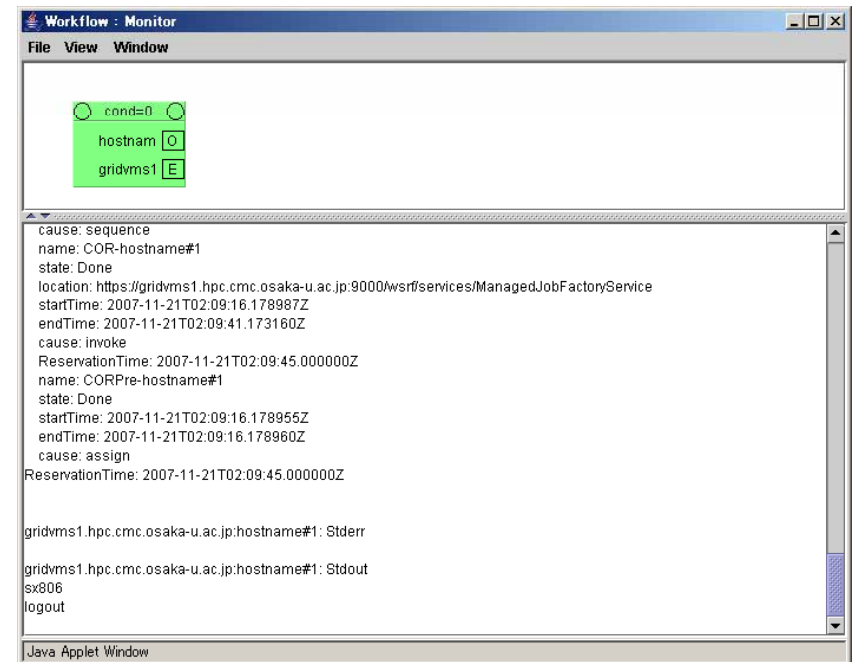 Workflow : Monitor
File View Window
cond=0
hostnam O
gridvms1 E
cause: sequence
name: COR-hostname#1
state: Done
location: https://gridvms1.hpc.cmc.osaka-u.ac.jp:9000/wsrf/services/ManagedJobFactoryService
startTime: 2007-11-21T02:09:16.178987Z
endTime: 2007-11-21T02:09:41.173160Z
cause: invoke
ReservationTime: 2007-11-21T02:09:45.000000Z
name: CORPre-hostname#1
state: Done
startTime: 2007-11-21T02:09:16.178955Z
endTime: 2007-11-21T02:09:16.178960Z
cause: assign
ReservationTime: 2007-11-21T02:09:45.000000Z
gridvms1.hpc.cmc.osaka-u.ac.jp:hostname#1: Stderr
gridvms1.hpc.cmc.osaka-u.ac.jp:hostname#1: Stdout
sx806
logout
Java Applet Window